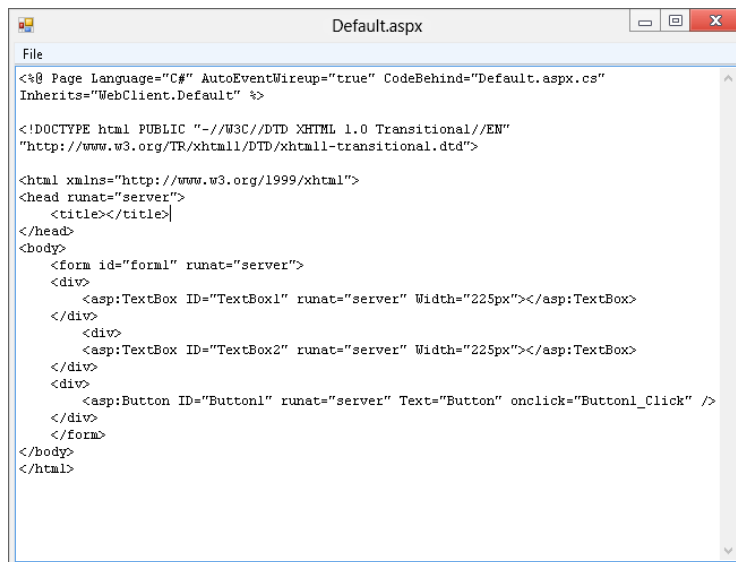 Default.aspx
File
<%@ Page Language="C#" AutoEventWireup="true" CodeBehind="Default.aspx.cs"
Inherits="WebClient.Default" %>
<!DOCTYPE html PUBLIC "-//W3C//DTD XHTML 1.0 Transitional//EN"
"http://www.w3.org/TR/xhtml1/DTD/xhtml1-transitional.dtd">
<html xmlns="http://www.w3.org/1999/xhtml">
<head runat="server">
    <title></title>
</head>
<body>
    <form id="form1" runat="server">
    <div>
        <asp:TextBox ID="TextBox1" runat="server" Width="225px"></asp:TextBox>
    </div>
        <div>
        <asp:TextBox ID="TextBox2" runat="server" Width="225px"></asp:TextBox>
    </div>
    <div>
        <asp:Button ID="Button1" runat="server" Text="Button" onclick="Button1_Click" />
    </div>
    </form>
</body>
</html>